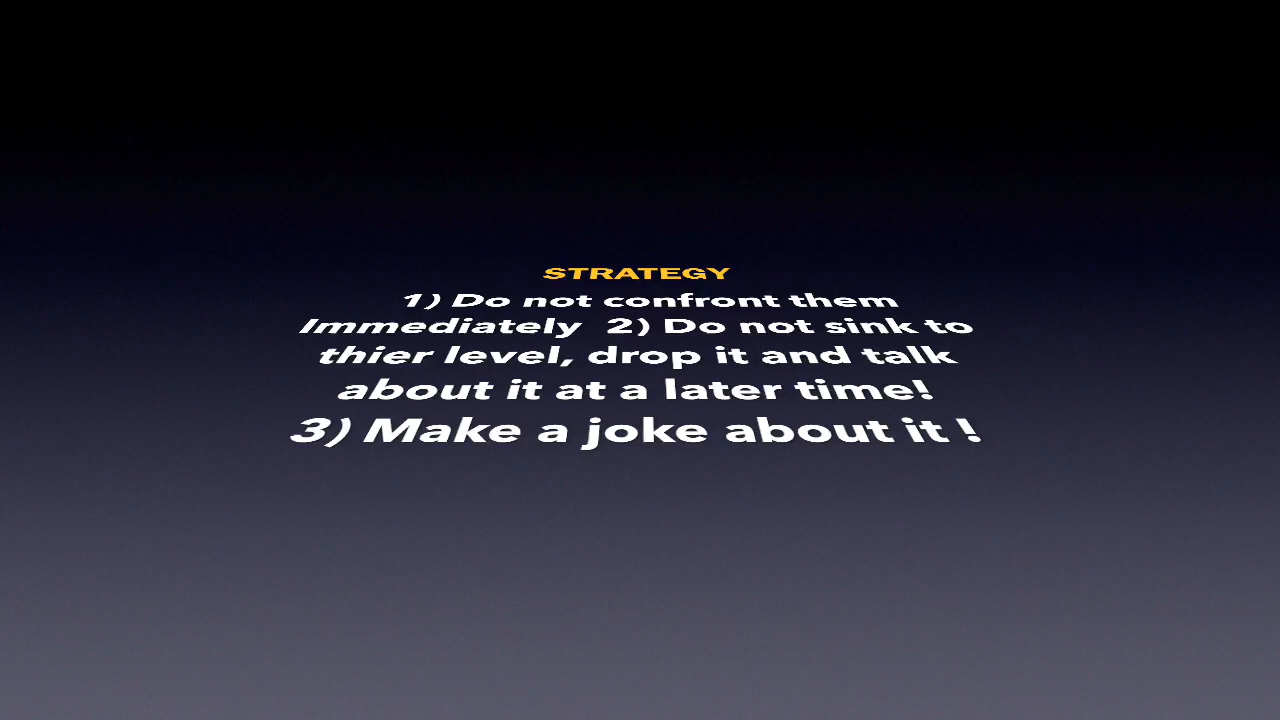 STRATEGY
1) Do not confront them
Immediately 2) Do not sink to
thier level, drop it and talk
about it at a later time!
3) Make a joke about it !